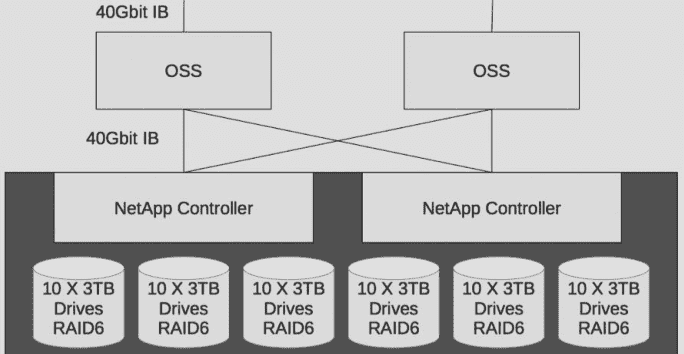 40Gbit IB
OSS
OSS
40Gbit IB
NetApp Controller
NetApp Controller
10 X 3TB
Drives
RAID6
10 X 3TB
Drives
RAID6
10 X 3TB
Drives
RAID6
10 X 3TB
Drives
RAID6
10 X 3TB
Drives
RAID6
10 X 3TB
Drives
RAID6